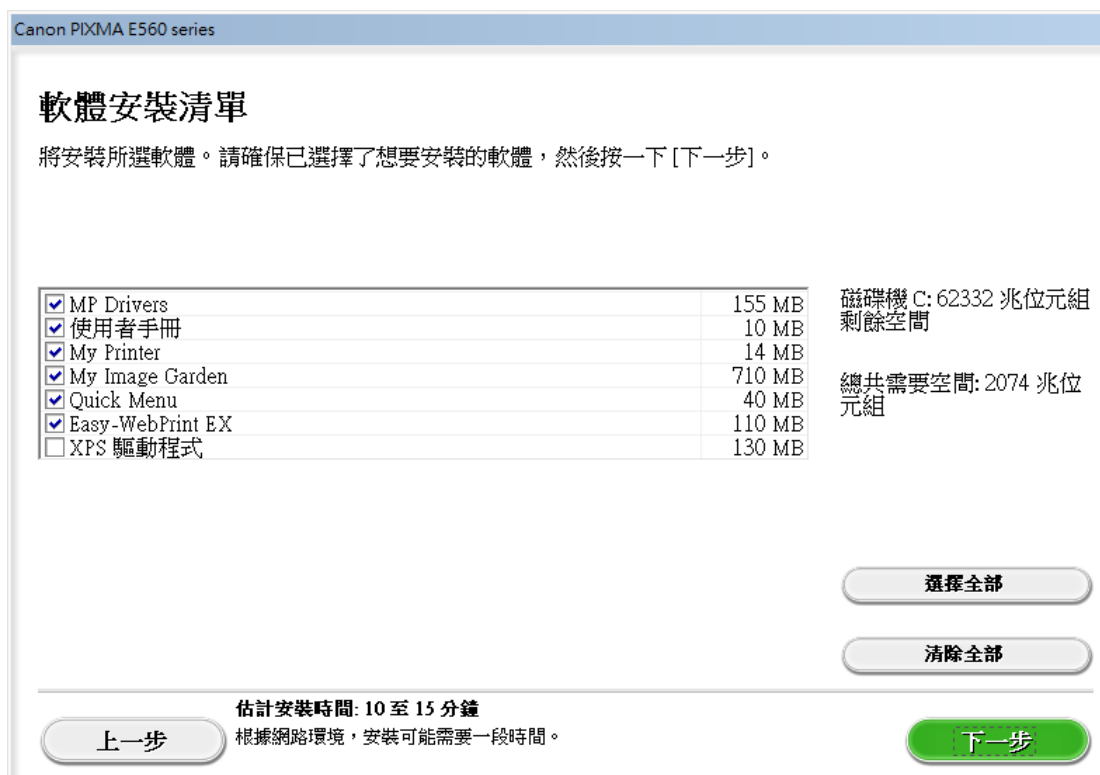 Canon PIXMA E560 series
軟體安裝清單
將安裝所選軟體。請確保已選擇了想要安裝的軟體，然後按一下 [下一步]。
MP Drivers 155 MB
使用者手冊 10 MB
My Printer 14 MB
My Image Garden 710 MB
Quick Menu 40 MB
Easy-WebPrint EX 110 MB
XPS 驅動程式 130 MB
磁碟機 C: 62332 兆位元組
剩餘空間
總共需要空間: 2074 兆位
元組
選擇全部
清除全部
估計安裝時間: 10 至 15 分鐘
根據網路環境，安裝可能需要一段時間。
上一步
下一步